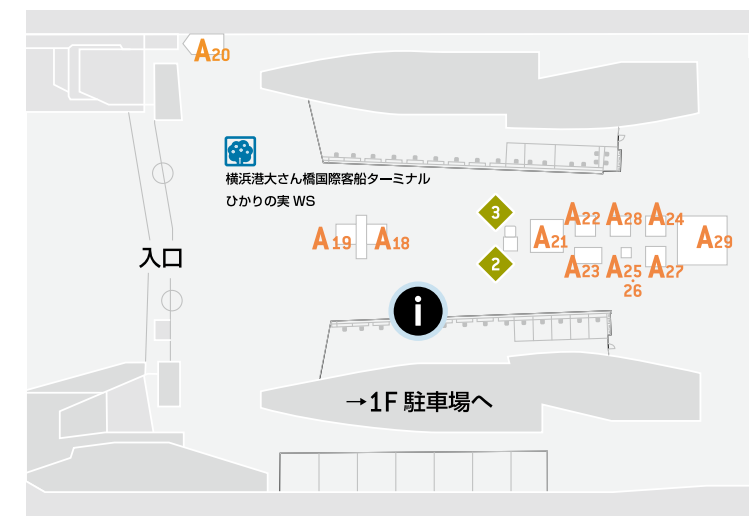 A20
横浜港大さん橋国際客船ターミナル
ひかりの実 WS
3
A22 A28 A24
A19 A18
A21
A29
入口
2
A23 A25・26 A27
i
→1F 駐車場へ